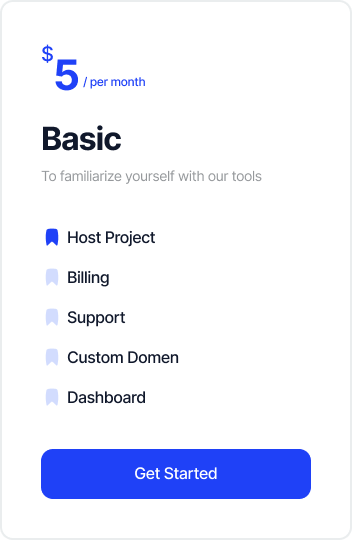 $5 / per month
Basic
To familiarize yourself with our tools
Host Project
Billing
Support
Custom Domen
Dashboard
Get Started